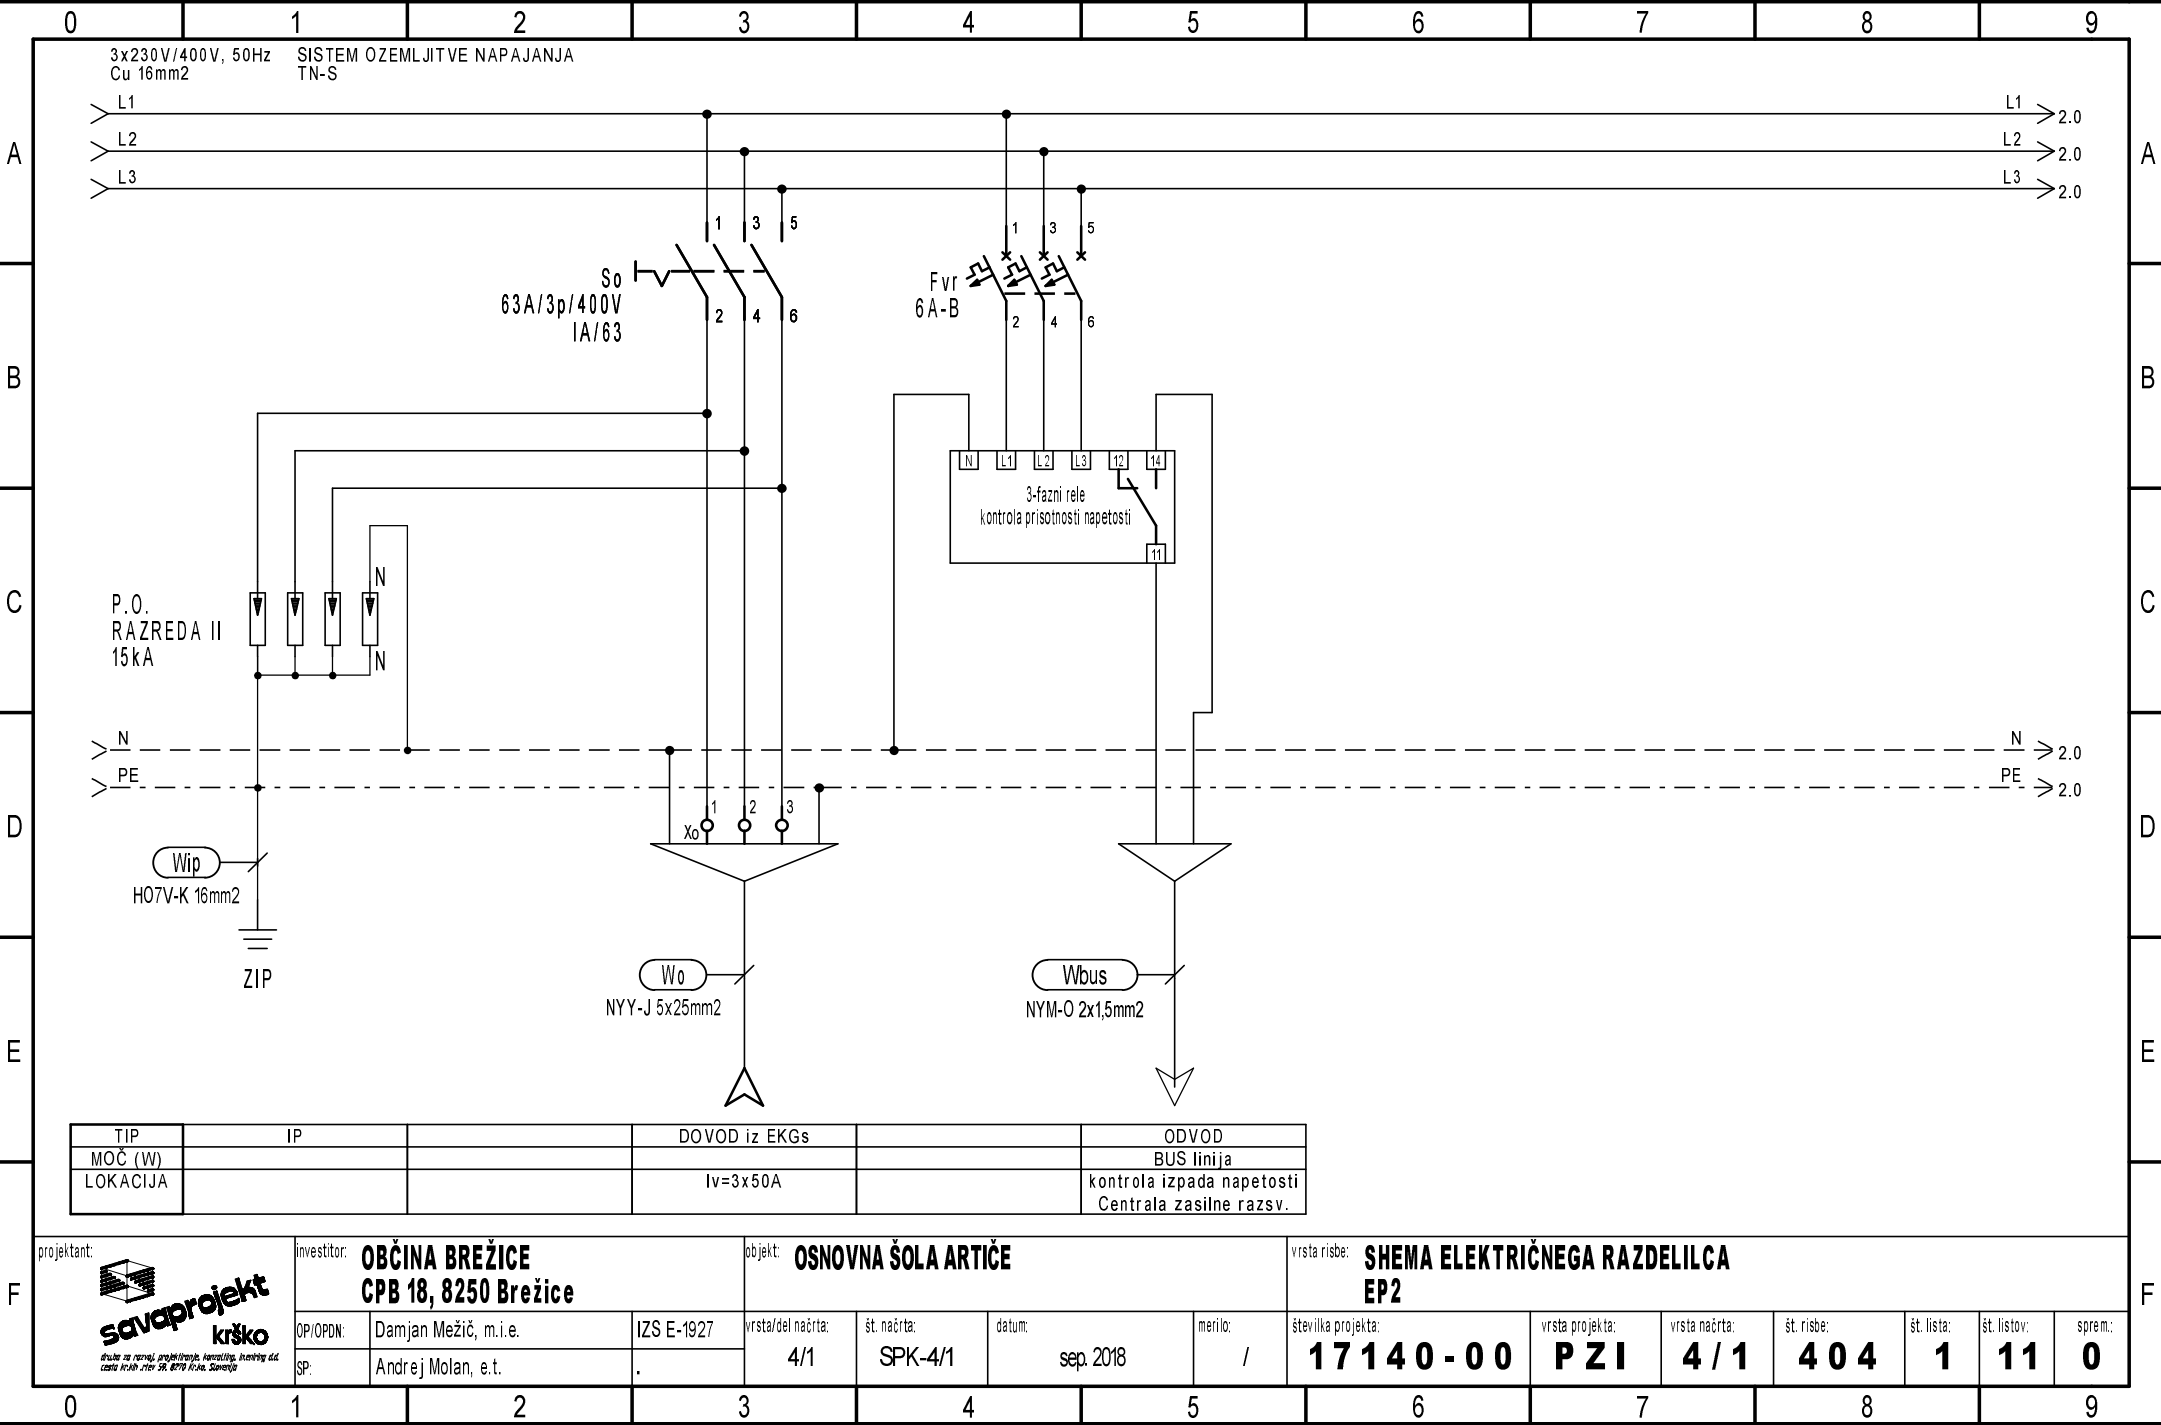 0 1 2 3 4 5 6 7 8 9
3x230V/400V, 50Hz SISTEM OZEMLJITVE NAPAJANJA
Cu 16mm2 TN-S
L1 L1 2.0
L2 L2 2.0
A A
L3 L3 2.0
1 3 5 1 3 5
So Fvr
63A/3p/400V 6A-B
IA/63
2 4 6 2 4 6
B B
N L1 L2 L3 12 14
3-fazni rele
kontrola prisotnosti napetosti
11
N
C C
P.O.
RAZREDA II
15kA
N
N N 2.0
PE PE 2.0
1 2 3
D D
Xo
Wip
H07V-K 16mm2
ZIP
Wo Wbus
NYY-J 5x25mm2 NYM-O 2x1,5mm2
E E
TIP IP DOVOD iz EKGs ODVOD
MOČ (W) BUS linija
LOKACIJA Iv=3x50A kontrola izpada napetosti
Centrala zasilne razsv.
projektant: savaprojekt krško
investitor: OBČINA BREŽICE
CPB 18, 8250 Brežice
objekt: OSNOVNA ŠOLA ARTIČE
vrsta risbe: SHEMA ELEKTRIČNEGA RAZDELILCA
EP2
F F
OP/OPDN: Damjan Mežič, m.i.e. IZS E-1927
SP: Andrej Molan, e.t. .
vrsta/del načrta: 4/1
št. načrta: SPK-4/1
datum: sep. 2018
merilo: /
številka projekta: 17140-00
vrsta projekta: PZI
vrsta načrta: 4/1
št. risbe: 404
št. lista: 1
št. listov: 11
sprem.: 0
0 1 2 3 4 5 6 7 8 9